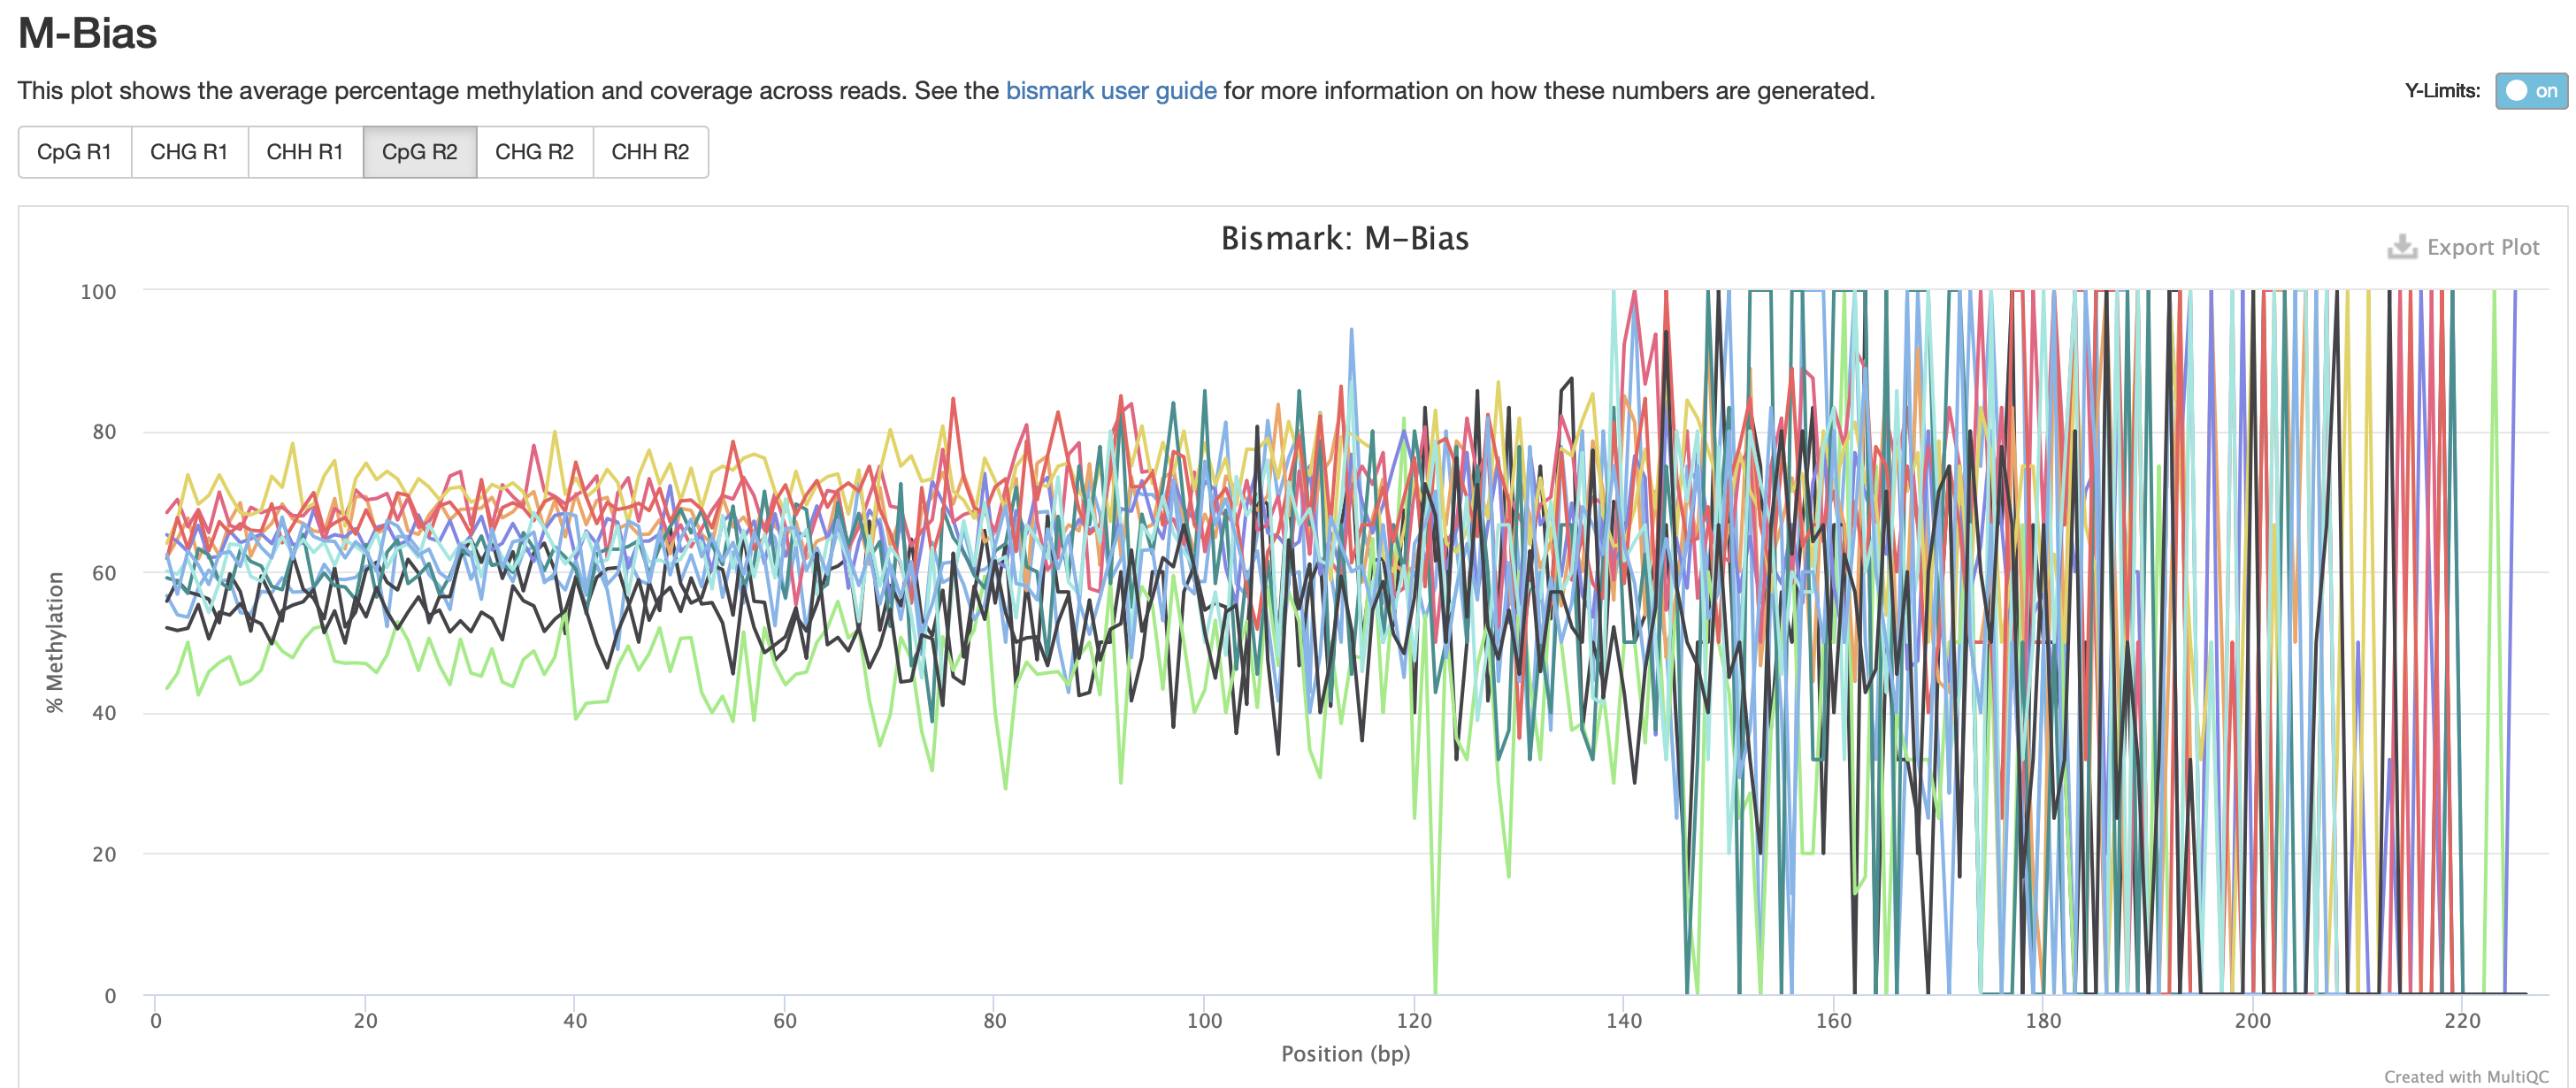 M-Bias
This plot shows the average percentage methylation and coverage across reads. See the bismark user guide for more information on how these numbers are generated.
Y-Limits: on
CpG R1 CHG R1 CHH R1 CpG R2 CHG R2 CHH R2
Bismark: M-Bias
Export Plot
% Methylation
100
80
60
40
20
0
0 20 40 60 80 100 120 140 160 180 200 220
Position (bp)
Created with MultiQC